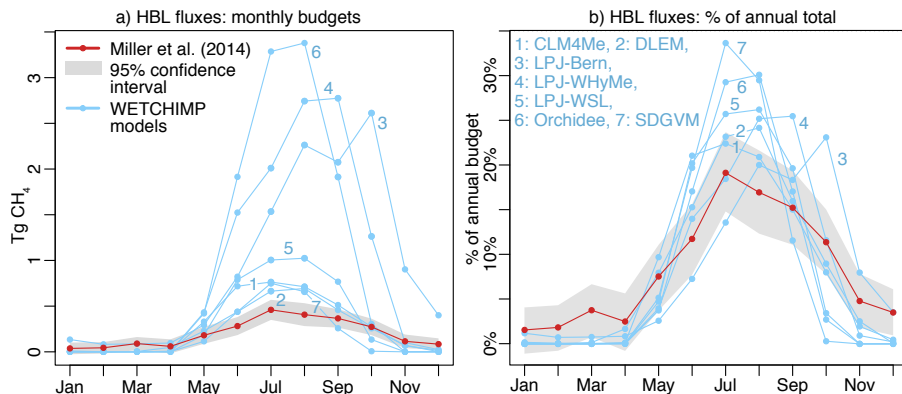 a) HBL fluxes: monthly budgets
Miller et al. (2014)
95% confidence
interval
WETCHIMP
models
6
4
3
5
1
2
7
Tg CH₄
3
2
1
0
Jan Mar May Jul Sep Nov
b) HBL fluxes: % of annual total
1: CLM4Me, 2: DLEM,
3: LPJ-Bern,
4: LPJ-WHyMe,
5: LPJ-WSL,
6: Orchidee, 7: SDGVM
7
6
5
4
2
1
3
% of annual budget
30%
20%
10%
0%
Jan Mar May Jul Sep Nov